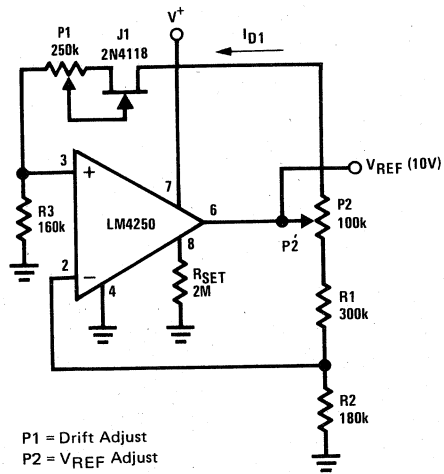 V+
P1
250k
J1
2N4118
ID1
VREF (10V)
3
+
7
LM4250
6
P2
100k
P2′
R3
160k
8
2
−
4
RSET
2M
R1
300k
R2
180k
P1 = Drift Adjust
P2 = VREF Adjust